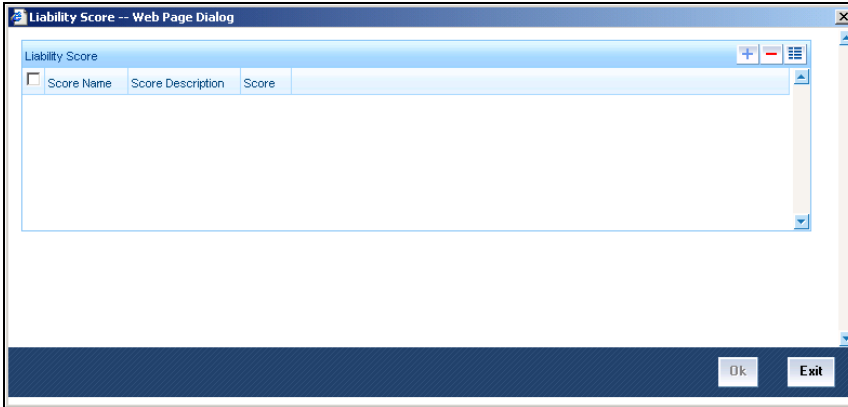 Liability Score -- Web Page Dialog
Liability Score
Score Name Score Description Score
Ok Exit